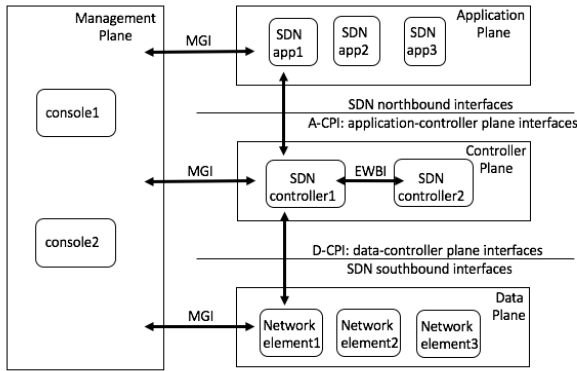 Management
Plane
console1
console2
MGI
MGI
MGI
Application
Plane
SDN
app1
SDN
app2
SDN
app3
SDN northbound interfaces
A-CPI: application-controller plane interfaces
Controller
Plane
SDN
controller1
EWBI
SDN
controller2
D-CPI: data-controller plane interfaces
SDN southbound interfaces
Data
Plane
Network
element1
Network
element2
Network
element3